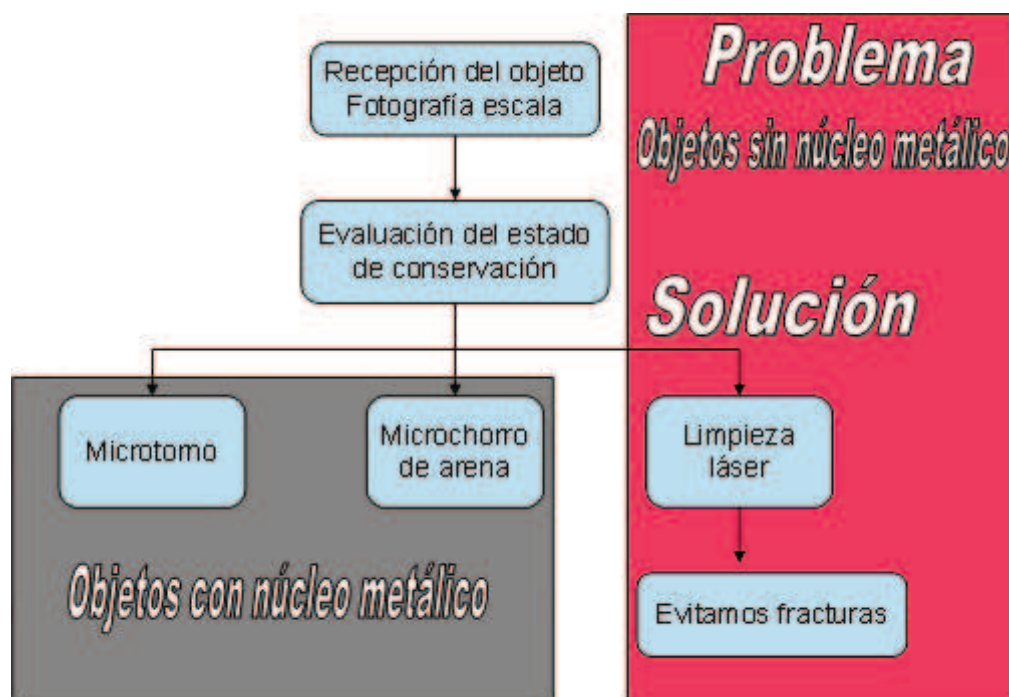 Recepción del objeto
Fotografía escala
Problema
Objetos sin núcleo metálico
Evaluación del estado
de conservación
Solución
Microtorno
Microchorro
de arena
Limpieza
láser
Objetos con núcleo metálico
Evitamos fracturas